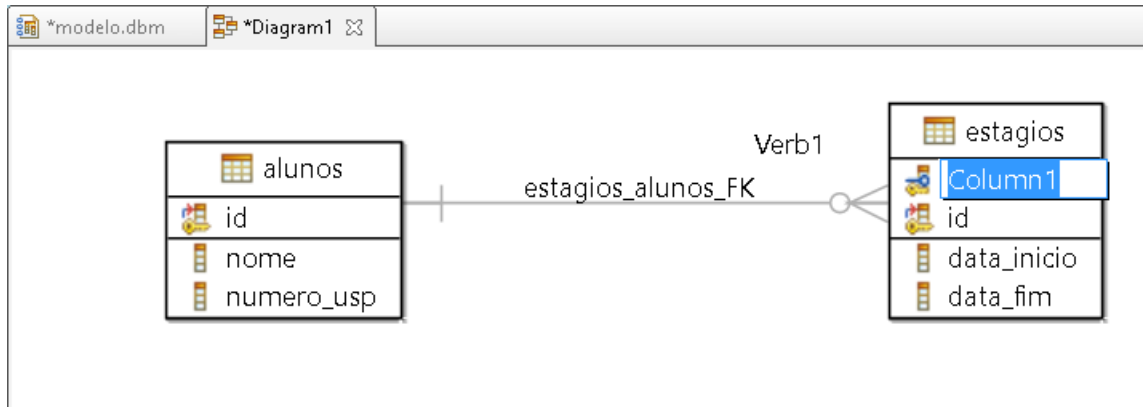 *modelo.dbm
*Diagram1
alunos
id
nome
numero_usp
Verb1
estagios_alunos_FK
estagios
Column1
id
data_inicio
data_fim